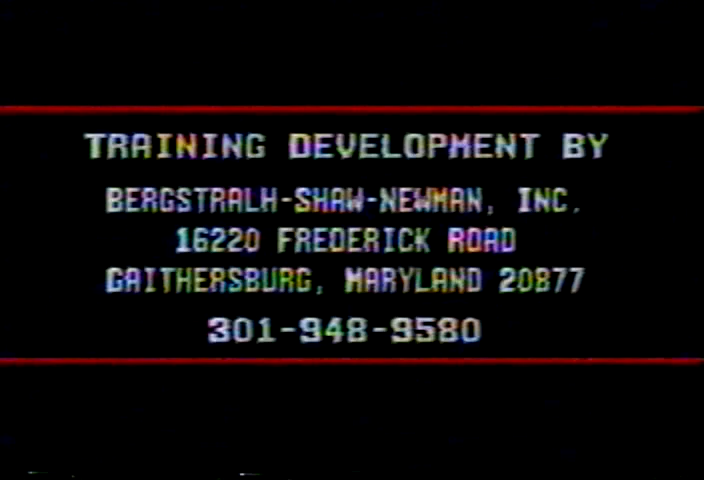 TRAINING DEVELOPMENT BY
BERGSTRALH-SHAW-NEWMAN, INC.
16220 FREDERICK ROAD
GAITHERSBURG, MARYLAND 20877
301-948-9580